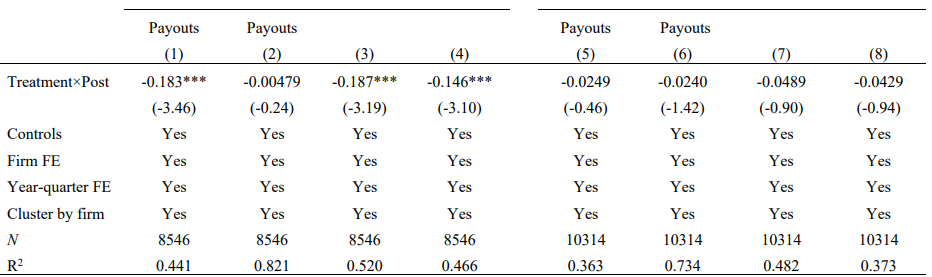 Payouts Payouts Payouts Payouts
(1) (2) (3) (4) (5) (6) (7) (8)
Treatment×Post -0.183*** -0.00479 -0.187*** -0.146*** -0.0249 -0.0240 -0.0489 -0.0429
(-3.46) (-0.24) (-3.19) (-3.10) (-0.46) (-1.42) (-0.90) (-0.94)
Controls Yes Yes Yes Yes Yes Yes Yes Yes
Firm FE Yes Yes Yes Yes Yes Yes Yes Yes
Year-quarter FE Yes Yes Yes Yes Yes Yes Yes Yes
Cluster by firm Yes Yes Yes Yes Yes Yes Yes Yes
N 8546 8546 8546 8546 10314 10314 10314 10314
R² 0.441 0.821 0.520 0.466 0.363 0.734 0.482 0.373